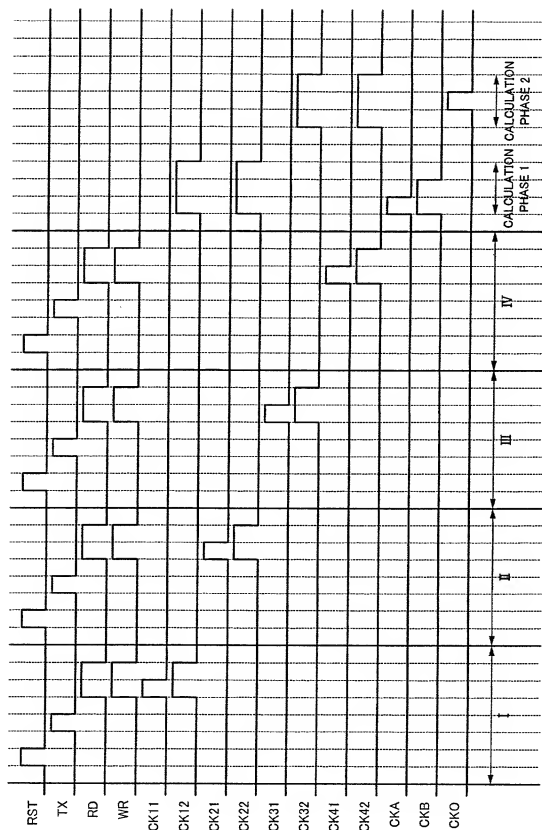 RST
TX
RD
WR
CK11
CK12
CK21
CK22
CK31
CK32
CK41
CK42
CKA
CKB
CKO
I
II
III
IV
CALCULATION
PHASE 1
CALCULATION
PHASE 2